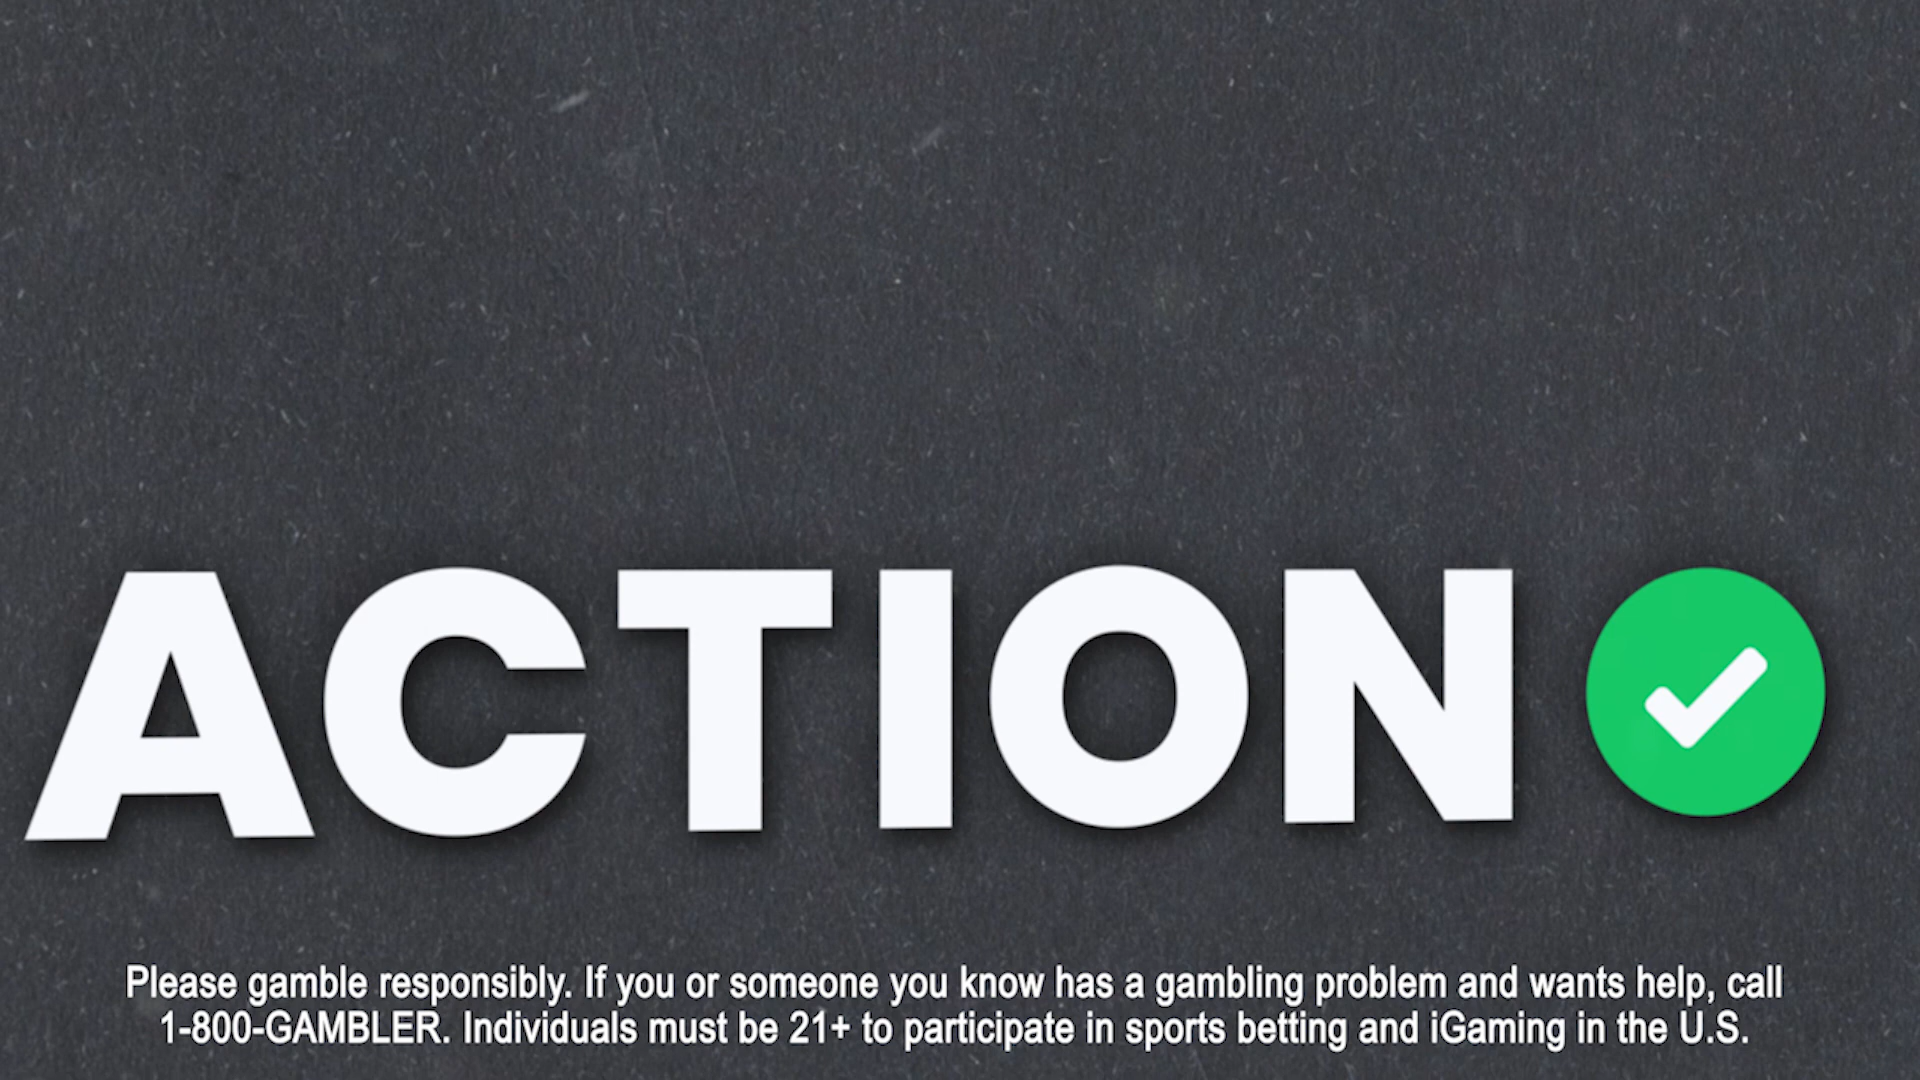 ACTION
Please gamble responsibly. If you or someone you know has a gambling problem and wants help, call
1-800-GAMBLER. Individuals must be 21+ to participate in sports betting and iGaming in the U.S.